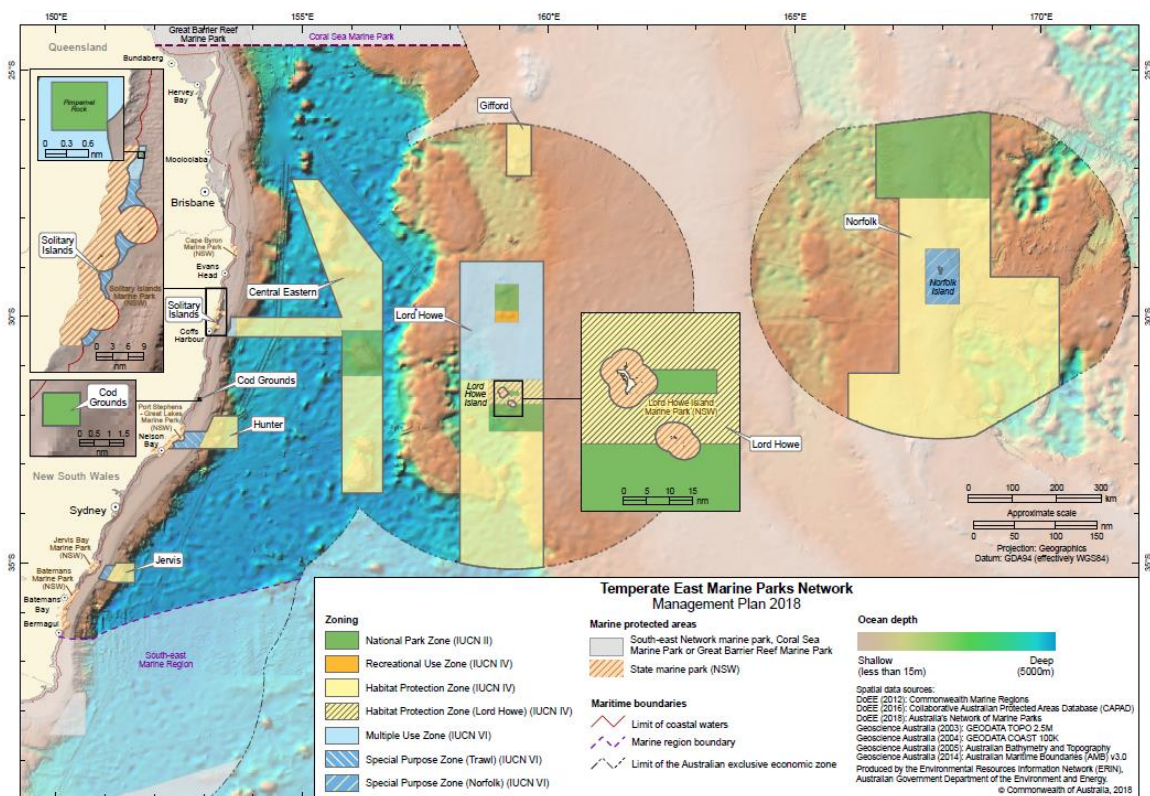 150°E
155°E
160°E
165°E
170°E
Great Barrier Reef
Marine Park
Coral Sea Marine Park
Queensland
Bundaberg
25°S
25°S
Hervey
Bay
Pimpernel
Rock
0 0.3 0.6
nm
Gifford
Mooloolaba
Brisbane
Norfolk
Solitary
Islands
Cape Byron
Marine Park
(NSW)
Evans
Head
Central Eastern
Norfolk
Island
Solitary Islands
Marine Park
(NSW)
Solitary
Islands
Lord Howe
30°S
30°S
Coffs
Harbour
0 3 6 9
nm
Lord
Howe
Island
Cod Grounds
Lord Howe Island
Marine Park (NSW)
Cod
Grounds
Port Stephens
- Great Lakes
Marine Park
(NSW)
Hunter
Lord Howe
0 0.5 1 1.5
nm
Nelson
Bay
New South Wales
0 5 10 15
nm
0 100 200 300
km
Approximate scale
0 50 100 150
nm
Projection: Geographics
Datum: GDA94 (effectively WGS84)
Sydney
Jervis Bay
Marine Park
(NSW)
Jervis
35°S
35°S
Batemans
Marine Park
(NSW)
Batemans
Bay
Bermagui
South-east
Marine Region
Temperate East Marine Parks Network
Management Plan 2018
Zoning
National Park Zone (IUCN II)
Recreational Use Zone (IUCN IV)
Habitat Protection Zone (IUCN IV)
Habitat Protection Zone (Lord Howe) (IUCN IV)
Multiple Use Zone (IUCN VI)
Special Purpose Zone (Trawl) (IUCN VI)
Special Purpose Zone (Norfolk) (IUCN VI)
Marine protected areas
South-east Network marine park, Coral Sea
Marine Park or Great Barrier Reef Marine Park
State marine park (NSW)
Maritime boundaries
Limit of coastal waters
Marine region boundary
Limit of the Australian exclusive economic zone
Ocean depth
Shallow
(less than 15m)
Deep
(5000m)
Spatial data sources:
DoEE (2012): Commonwealth Marine Regions
DoEE (2016): Collaborative Australian Protected Areas Database (CAPAD)
DoEE (2018): Australia's Network of Marine Parks
Geoscience Australia (2003): GEODATA TOPO 2.5M
Geoscience Australia (2004): GEODATA COAST 100K
Geoscience Australia (2005): Australian Bathymetry and Topography
Geoscience Australia (2014): Australian Maritime Boundaries (AMB) v3.0
Produced by the Environmental Resources Information Network (ERIN),
Australian Government Department of the Environment and Energy.
© Commonwealth of Australia, 2018